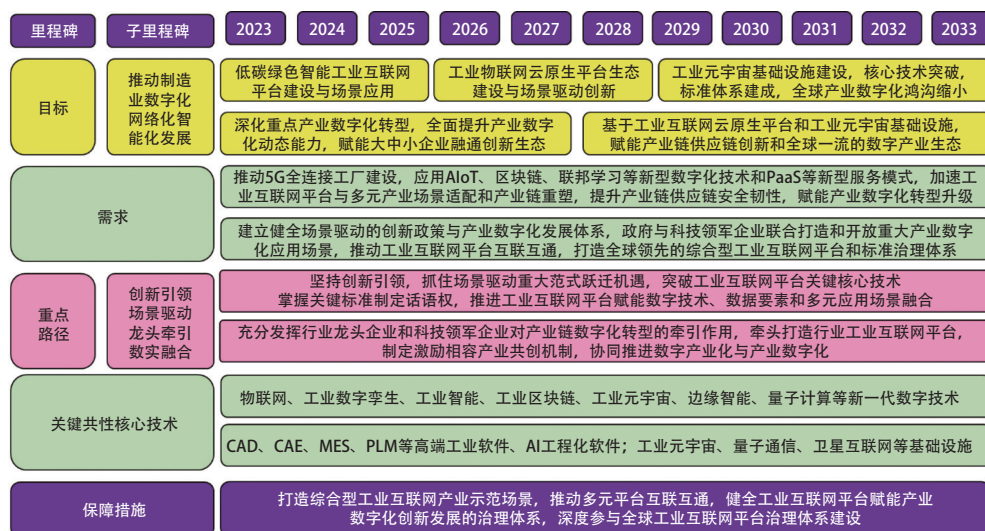 里程碑 子里程碑 2023 2024 2025 2026 2027 2028 2029 2030 2031 2032 2033
目标
推动制造
业数字化
网络化智
能化发展
低碳绿色智能工业互联网
平台建设与场景应用
工业物联网云原生平台生态
建设与场景驱动创新
工业元宇宙基础设施建设，核心技术突破，
标准体系建成，全球产业数字化鸿沟缩小
深化重点产业数字化转型，全面提升产业数字
化动态能力，赋能大中小企业融通创新生态
基于工业互联网云原生平台和工业元宇宙基础设施，
赋能产业链供应链创新和全球一流的数字产业生态
需求
推动5G全连接工厂建设，应用AIoT、区块链、联邦学习等新型数字化技术和PaaS等新型服务模式，加速工
业互联网平台与多元产业场景适配和产业链重塑，提升产业链供应链安全韧性，赋能产业数字化转型升级
建立健全场景驱动的创新政策与产业数字化发展体系，政府与科技领军企业联合打造和开放重大产业数字
化应用场景，推动工业互联网平台互联互通，打造全球领先的综合型工业互联网平台和标准治理体系
重点
路径
创新引领
场景驱动
龙头牵引
数实融合
坚持创新引领，抓住场景驱动重大范式跃迁机遇，突破工业互联网平台关键核心技术
掌握关键标准制定话语权，推进工业互联网平台赋能数字技术、数据要素和多元应用场景融合
充分发挥行业龙头企业和科技领军企业对产业链数字化转型的牵引作用，牵头打造行业工业互联网平台，
制定激励相容产业共创机制，协同推进数字产业化与产业数字化
关键共性核心技术
物联网、工业数字孪生、工业智能、工业区块链、工业元宇宙、边缘智能、量子计算等新一代数字技术
CAD、CAE、MES、PLM等高端工业软件、AI工程化软件；工业元宇宙、量子通信、卫星互联网等基础设施
保障措施
打造综合型工业互联网产业示范场景，推动多元平台互联互通，健全工业互联网平台赋能产业
数字化创新发展的治理体系，深度参与全球工业互联网平台治理体系建设